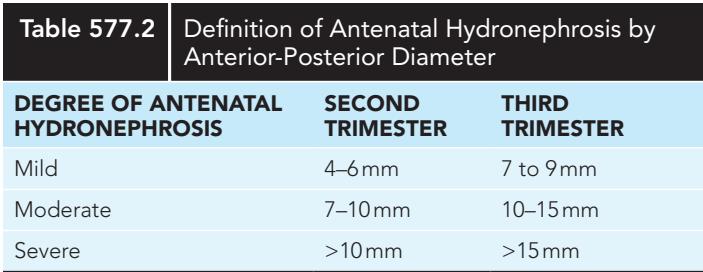 Table 577.2 Definition of Antenatal Hydronephrosis by
Anterior-Posterior Diameter
DEGREE OF ANTENATAL HYDRONEPHROSIS SECOND TRIMESTER THIRD TRIMESTER
Mild 4–6 mm 7 to 9 mm
Moderate 7–10 mm 10–15 mm
Severe >10 mm >15 mm